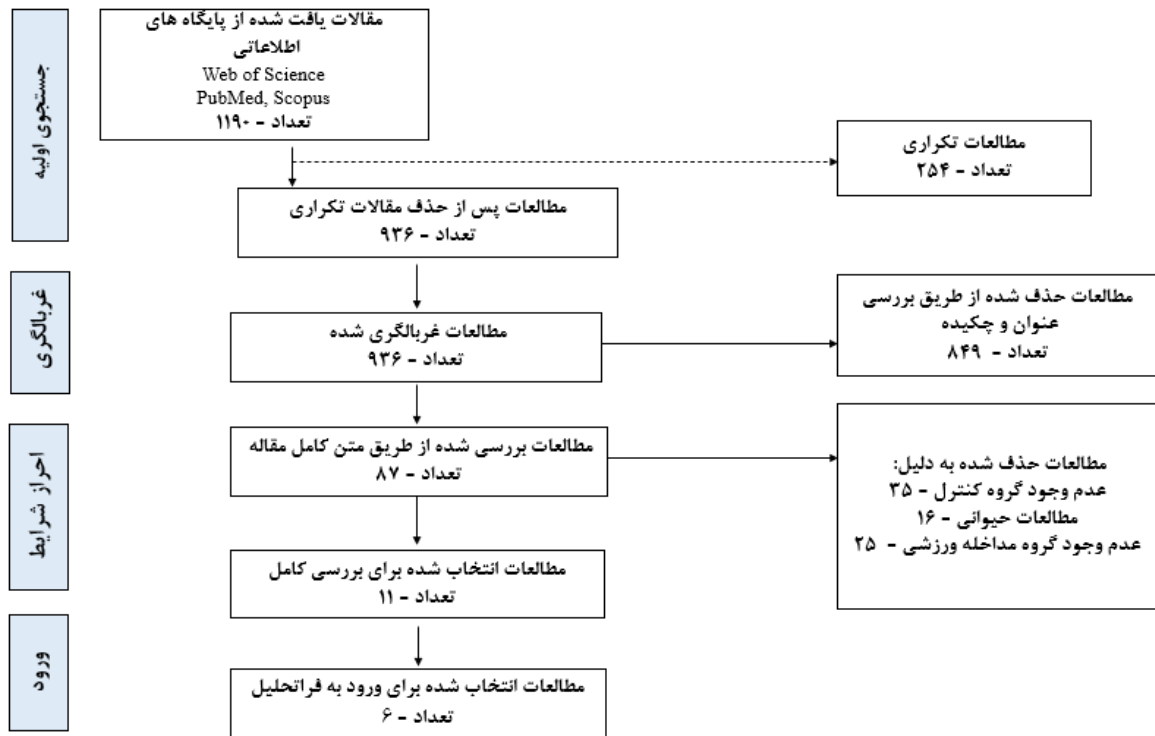 جستجوی اولیه
مقالات یافت شده از پایگاه های
اطلاعاتی
Web of Science
PubMed, Scopus
تعداد - ۱۱۹۰
مطالعات تکراری
تعداد - ۲۵۴
مطالعات پس از حذف مقالات تکراری
تعداد - ۹۳۶
غربالگری
مطالعات غربالگری شده
تعداد - ۹۳۶
مطالعات حذف شده از طریق بررسی
عنوان و چکیده
تعداد - ۸۴۹
احراز شرایط
مطالعات بررسی شده از طریق متن کامل مقاله
تعداد - ۸۷
مطالعات حذف شده به دلیل:
عدم وجود گروه کنترل - ۳۵
مطالعات حیوانی - ۱۶
عدم وجود گروه مداخله ورزشی - ۲۵
مطالعات انتخاب شده برای بررسی کامل
تعداد - ۱۱
ورود
مطالعات انتخاب شده برای ورود به فراتحلیل
تعداد - ۶